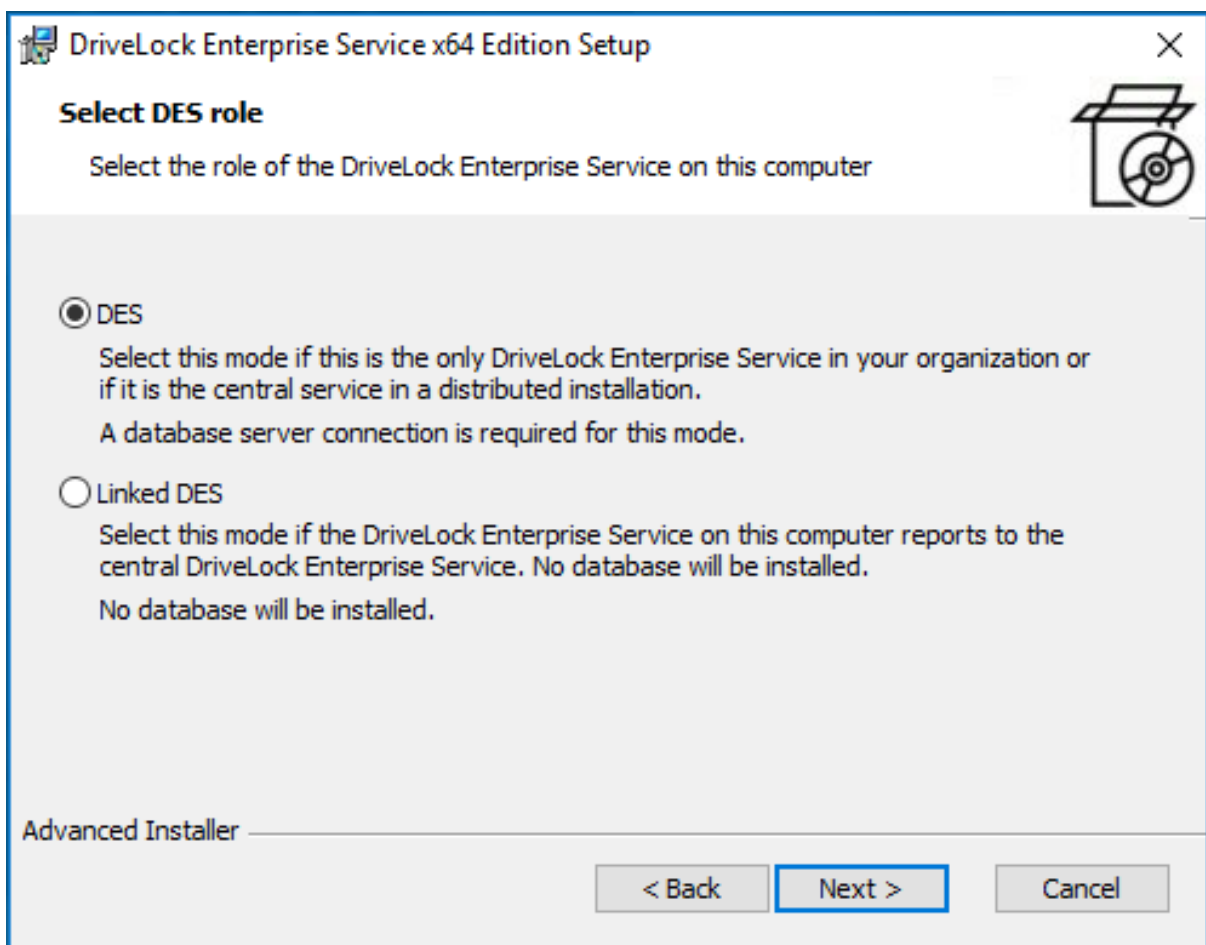 DriveLock Enterprise Service x64 Edition Setup
Select DES role
Select the role of the DriveLock Enterprise Service on this computer
DES
Select this mode if this is the only DriveLock Enterprise Service in your organization or
if it is the central service in a distributed installation.
A database server connection is required for this mode.
Linked DES
Select this mode if the DriveLock Enterprise Service on this computer reports to the
central DriveLock Enterprise Service. No database will be installed.
No database will be installed.
Advanced Installer
< Back
Next >
Cancel